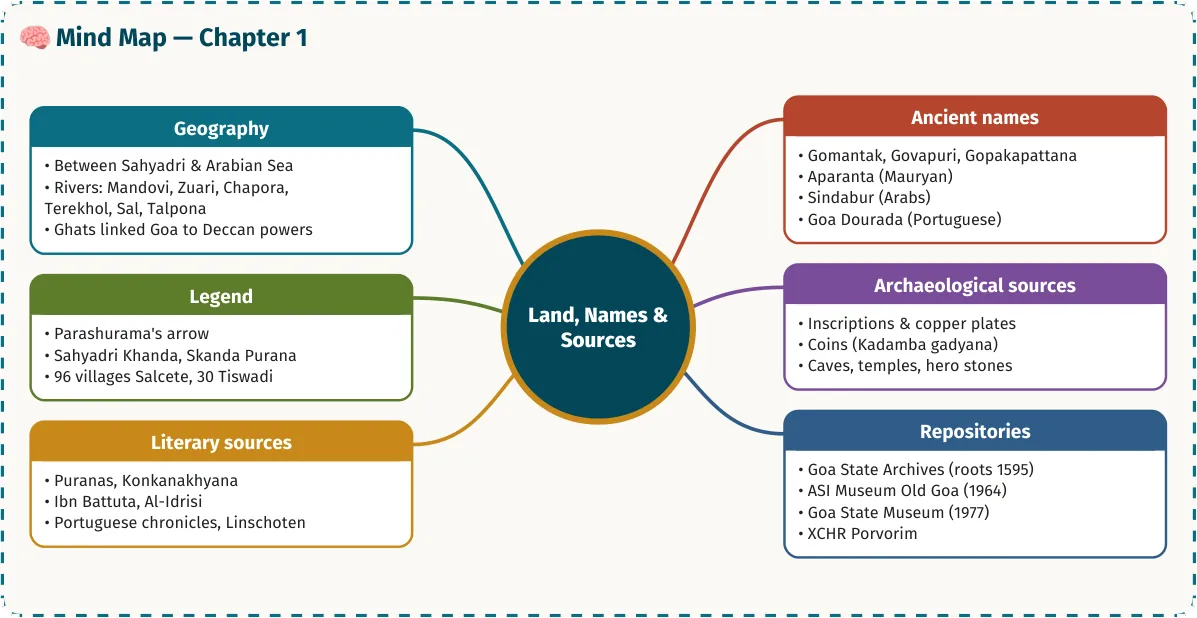 Mind Map — Chapter 1
Geography
• Between Sahyadri & Arabian Sea
• Rivers: Mandovi, Zuari, Chapora,
Terekhol, Sal, Talpona
• Ghats linked Goa to Deccan powers
Legend
• Parashurama's arrow
• Sahyadri Khanda, Skanda Purana
• 96 villages Salcete, 30 Tiswadi
Literary sources
• Puranas, Konkanakhyana
• Ibn Battuta, Al-Idrisi
• Portuguese chronicles, Linschoten
Land, Names &
Sources
Ancient names
• Gomantak, Govapuri, Gopakapattana
• Aparanta (Mauryan)
• Sindabur (Arabs)
• Goa Dourada (Portuguese)
Archaeological sources
• Inscriptions & copper plates
• Coins (Kadamba gadyana)
• Caves, temples, hero stones
Repositories
• Goa State Archives (roots 1595)
• ASI Museum Old Goa (1964)
• Goa State Museum (1977)
• XCHR Porvorim